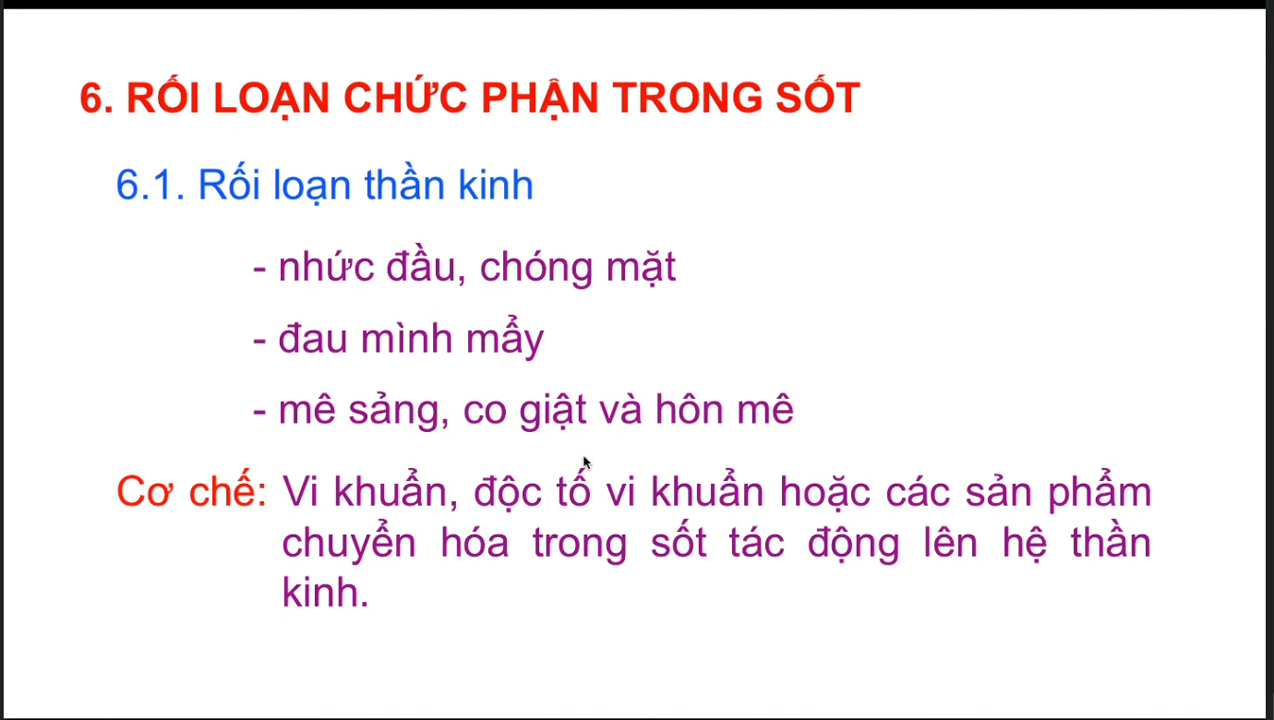 6. RỐI LOẠN CHỨC PHẬN TRONG SỐT
6.1. Rối loạn thần kinh
- nhức đầu, chóng mặt
- đau mình mẩy
- mê sảng, co giật và hôn mê
Cơ chế: Vi khuẩn, độc tố vi khuẩn hoặc các sản phẩm
chuyển hóa trong sốt tác động lên hệ thần
kinh.